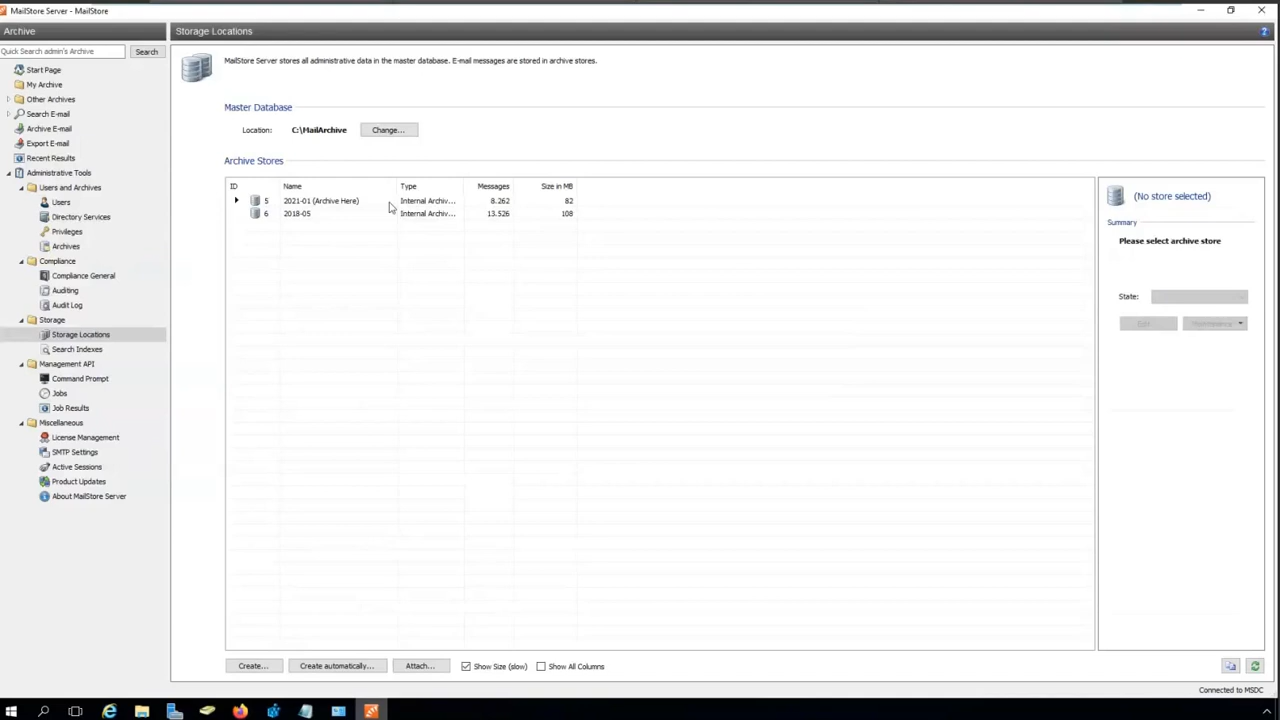 MailStore Server - MailStore
Archive
Storage Locations
Quick Search admin's Archive
Search
Start Page
My Archive
Other Archives
Search E-mail
Archive E-mail
Export E-mail
Recent Results
Administrative Tools
Users and Archives
Users
Directory Services
Privileges
Archives
Compliance
Compliance General
Auditing
Audit Log
Storage
Storage Locations
Search Indexes
Management API
Command Prompt
Jobs
Job Results
Miscellaneous
License Management
SMTP Settings
Active Sessions
Product Updates
About MailStore Server
MailStore Server stores all administrative data in the master database. E-mail messages are stored in archive stores.
Master Database
Location: C:\MailArchive Change...
Archive Stores
ID Name Type Messages Size in MB
5 2021-01 (Archive Here) Internal Archiv... 8.262 82
6 2018-05 Internal Archiv... 13.526 108
(No store selected)
Summary
Please select archive store
State:
Edit Maintenance
Create... Create automatically... Attach... Show Size (slow) Show All Columns
Connected to MSDC